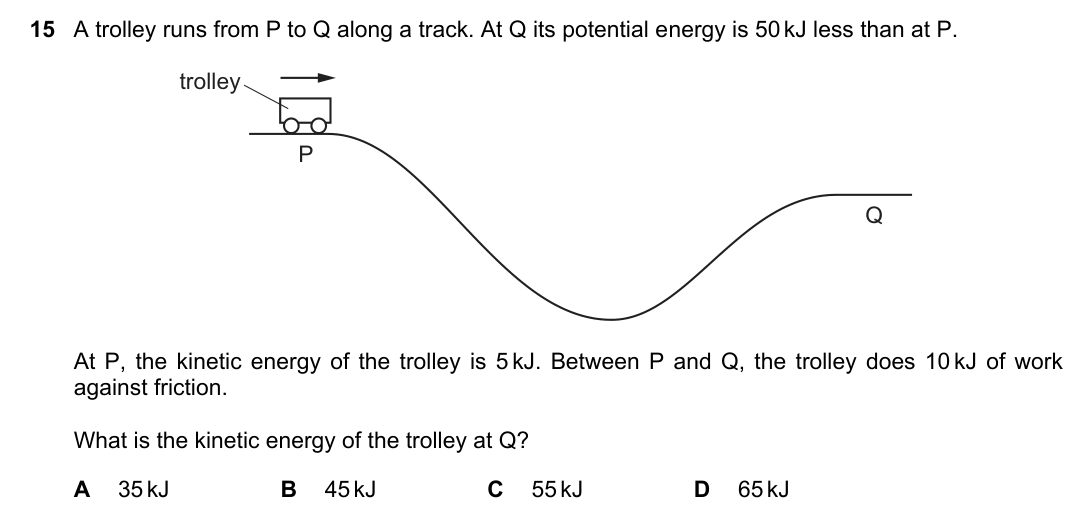 15 A trolley runs from P to Q along a track. At Q its potential energy is 50 kJ less than at P.
trolley
P
Q
At P, the kinetic energy of the trolley is 5 kJ. Between P and Q, the trolley does 10 kJ of work
against friction.
What is the kinetic energy of the trolley at Q?
A 35 kJ B 45 kJ C 55 kJ D 65 kJ